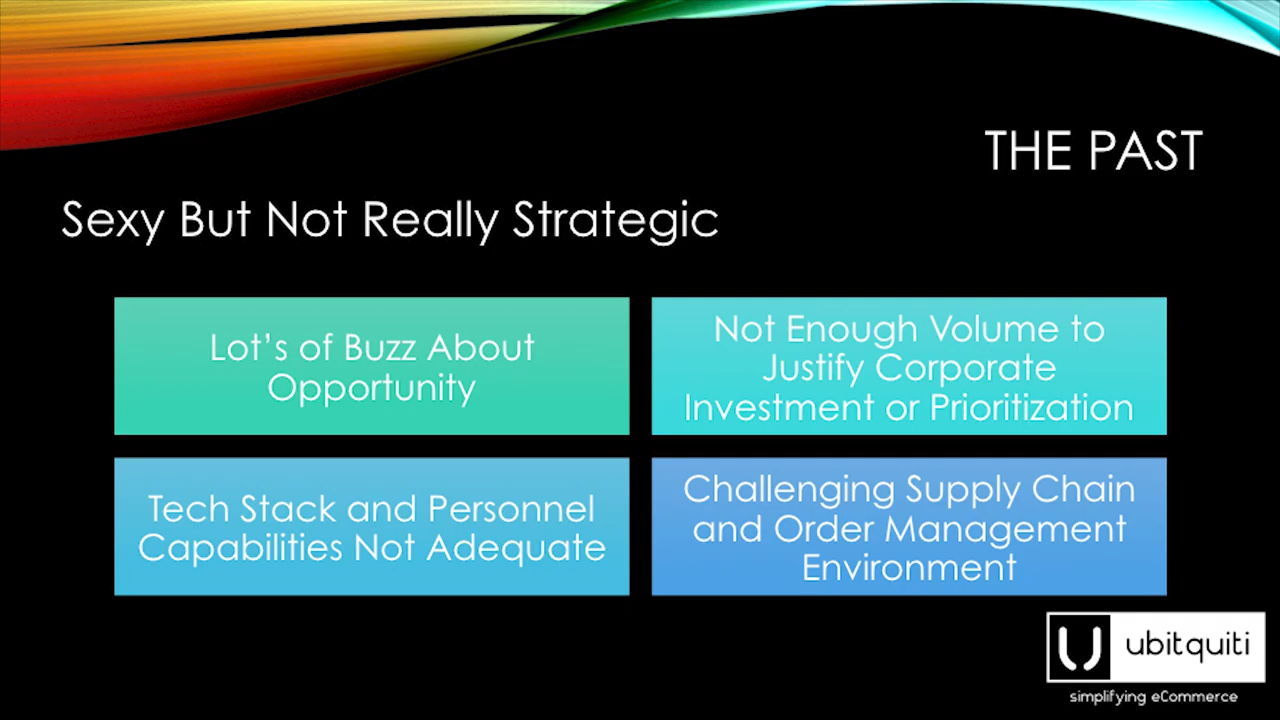 THE PAST
Sexy But Not Really Strategic
Lot’s of Buzz About
Opportunity
Not Enough Volume to
Justify Corporate
Investment or Prioritization
Tech Stack and Personnel
Capabilities Not Adequate
Challenging Supply Chain
and Order Management
Environment
ubitquiti
simplifying eCommerce